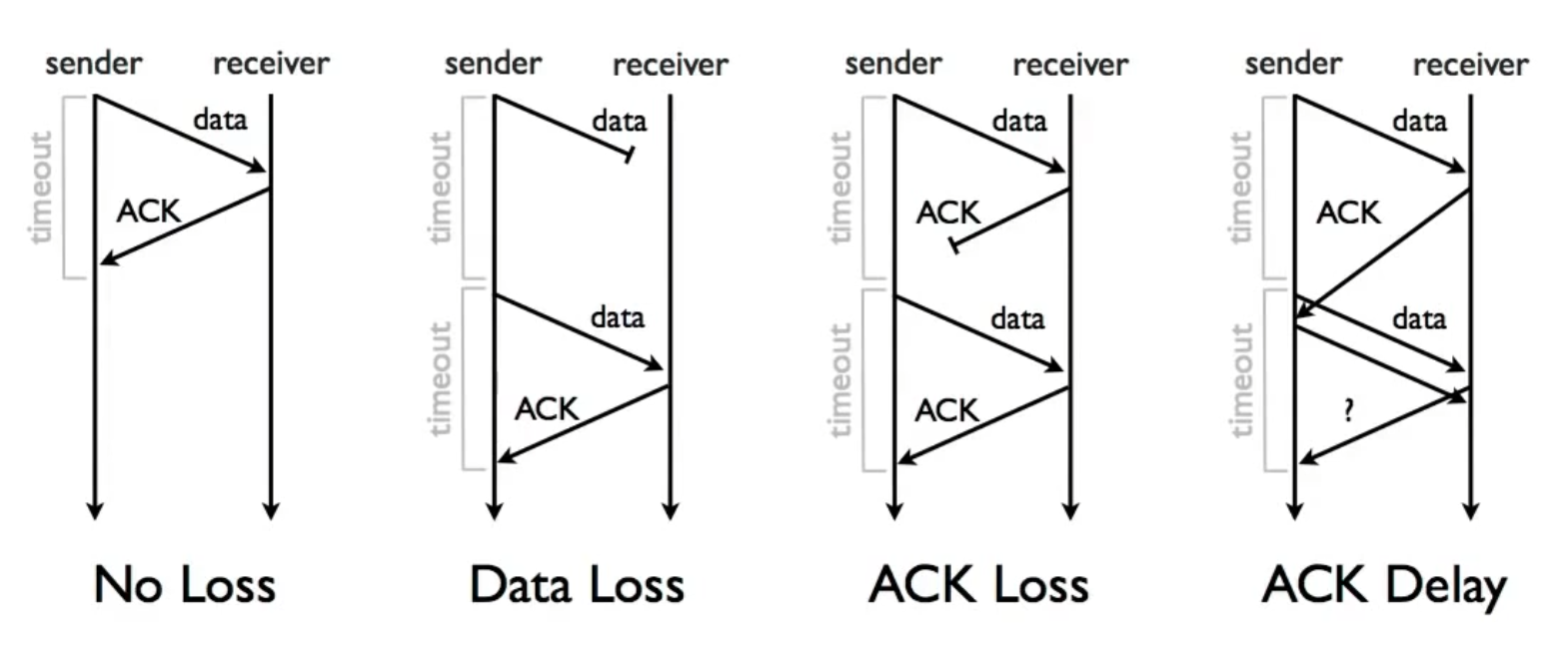 sender receiver
timeout
data
ACK
No Loss
sender receiver
timeout
data
timeout
data
ACK
Data Loss
sender receiver
timeout
data
ACK
timeout
data
ACK
ACK Loss
sender receiver
timeout
data
ACK
timeout
data
?
ACK Delay